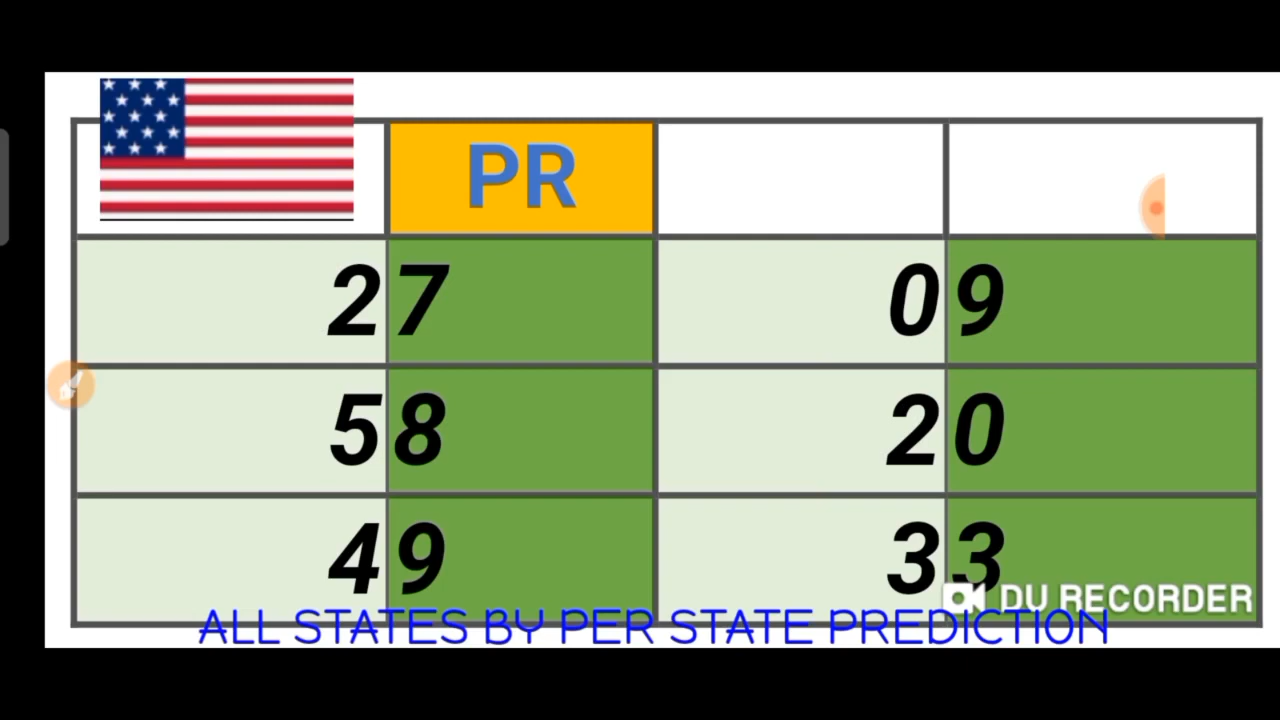 PR
27 09
58 20
49 33
DU RECORDER
ALL STATES BY PER STATE PREDICTION